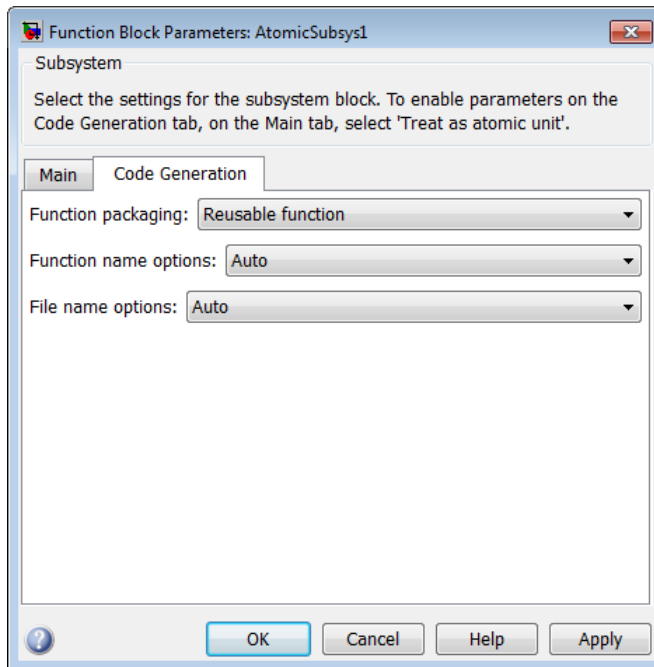 Function Block Parameters: AtomicSubsys1
Subsystem
Select the settings for the subsystem block. To enable parameters on the
Code Generation tab, on the Main tab, select 'Treat as atomic unit'.
Main Code Generation
Function packaging: Reusable function
Function name options: Auto
File name options: Auto
OK Cancel Help Apply